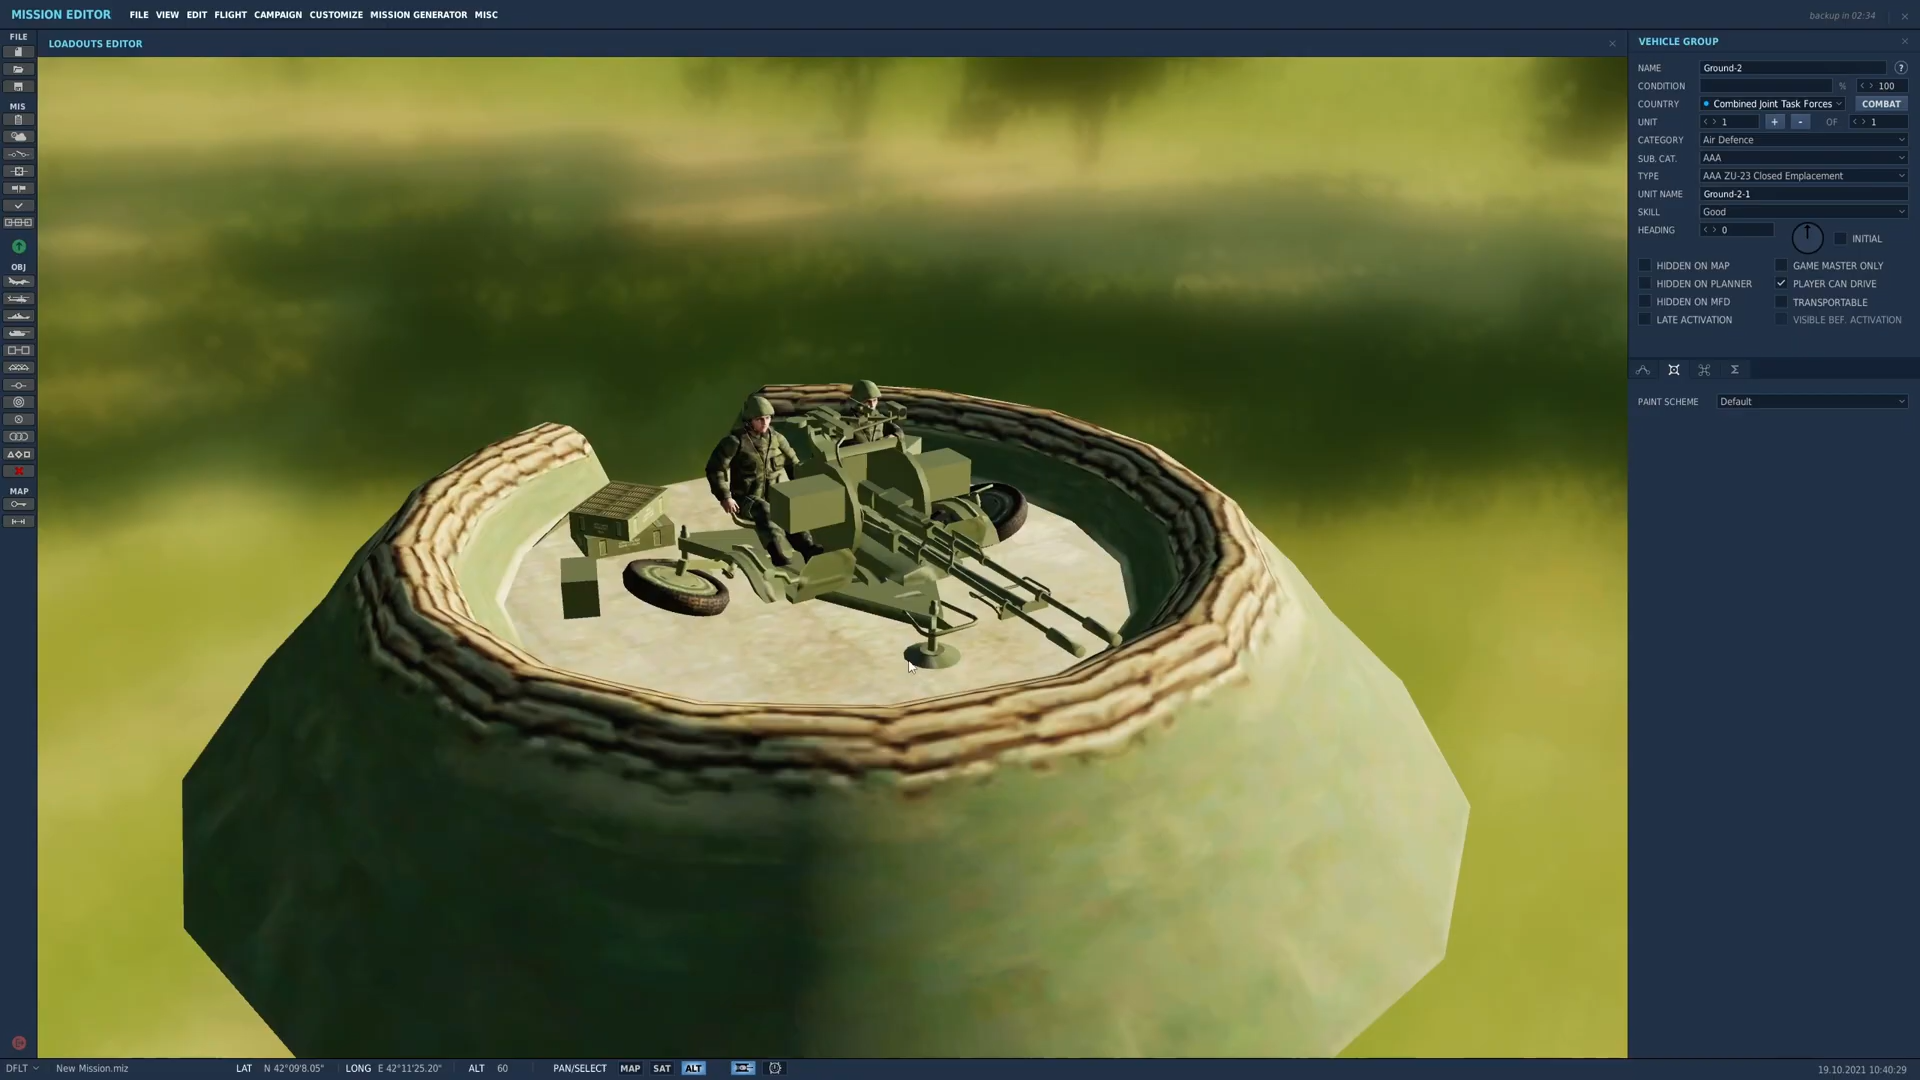 MISSION EDITOR FILE VIEW EDIT FLIGHT CAMPAIGN CUSTOMIZE MISSION GENERATOR MISC backup in 02:34
FILE
LOADOUTS EDITOR
MIS
OBJ
MAP
VEHICLE GROUP
NAME Ground-2 ?
CONDITION % < > 100
COUNTRY Combined Joint Task Forces COMBAT
UNIT < > 1 + - OF < > 1
CATEGORY Air Defence
SUB. CAT. AAA
TYPE AAA ZU-23 Closed Emplacement
UNIT NAME Ground-2-1
SKILL Good
HEADING < > 0 INITIAL
HIDDEN ON MAP GAME MASTER ONLY
HIDDEN ON PLANNER PLAYER CAN DRIVE
HIDDEN ON MFD TRANSPORTABLE
LATE ACTIVATION VISIBLE BEF. ACTIVATION
PAINT SCHEME Default
DFLT New Mission.miz LAT N 42°09'8.05" LONG E 42°11'25.20" ALT 60 PAN/SELECT MAP SAT ALT 19.10.2021 10:40:29